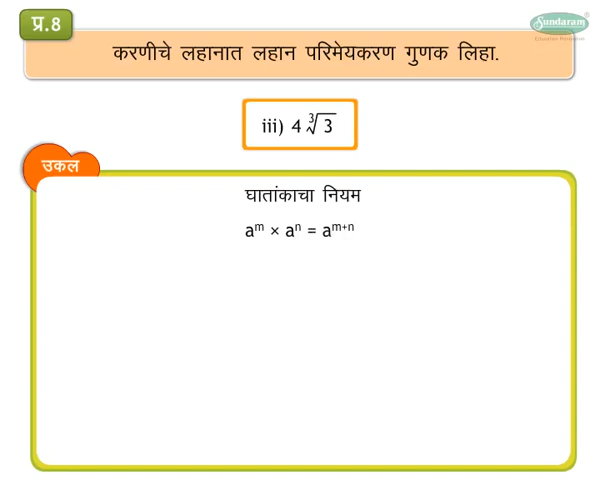 प्र.8
Sundaram
करणीचे लहानात लहान परिमेयकरण गुणक लिहा.
iii) 4 ∛3
उकल
घातांकाचा नियम
aᵐ × aⁿ = aᵐ⁺ⁿ